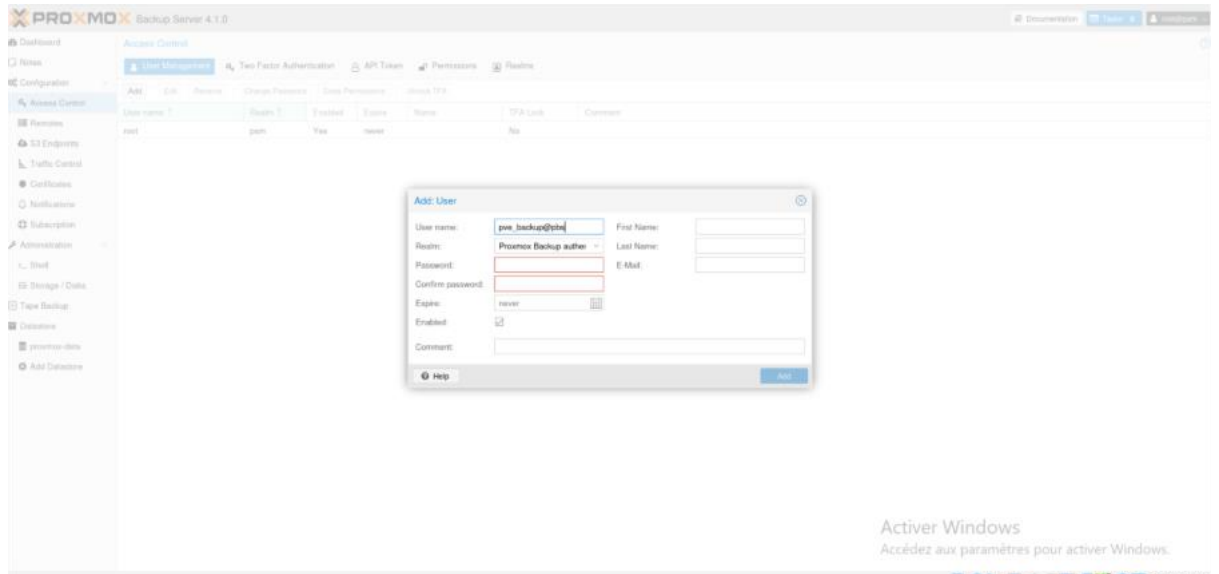 PROXMOX Backup Server 4.1.0
Documentation
Tasks 0
Dashboard
Notes
Configuration
Access Control
Remotes
S3 Endpoints
Traffic Control
Certificates
Notifications
Subscription
Administration
Shell
Storage / Disks
Tape Backup
Datastore
proxmox-data
Add Datastore
Access Control
User Management
Two Factor Authentication
API Token
Permissions
Realms
Add Edit Remove Change Password Show Permissions Unlock TFA
User name Realm Enabled Expire Name TFA Lock Comment
root pam Yes never No
Add: User
User name: pve_backup@pbs First Name:
Realm: Proxmox Backup authe Last Name:
Password: E-Mail:
Confirm password:
Expire: never
Enabled:
Comment:
Help
Add
Activer Windows
Accédez aux paramètres pour activer Windows.